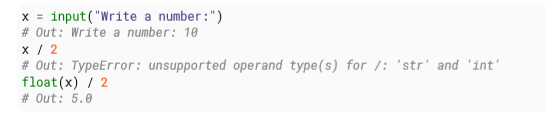 x = input("Write a number:")
# Out: Write a number: 10
x / 2
# Out: TypeError: unsupported operand type(s) for /: 'str' and 'int'
float(x) / 2
# Out: 5.0